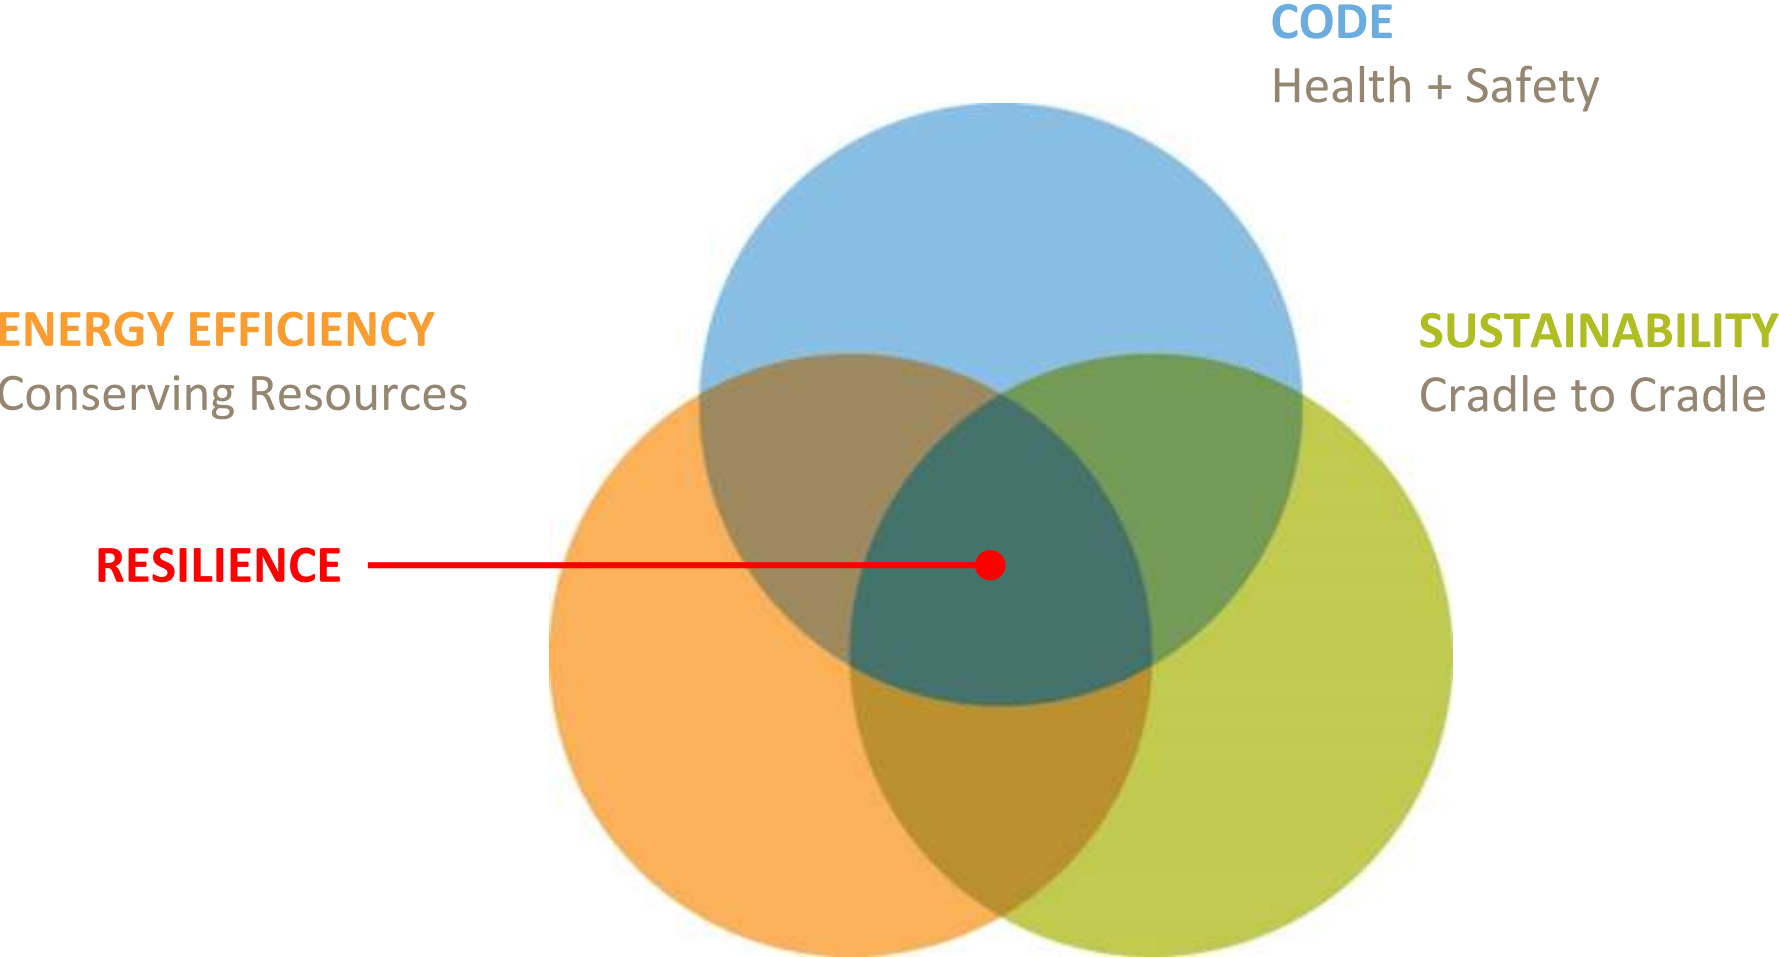 CODE
Health + Safety
ENERGY EFFICIENCY
Conserving Resources
SUSTAINABILITY
Cradle to Cradle
RESILIENCE